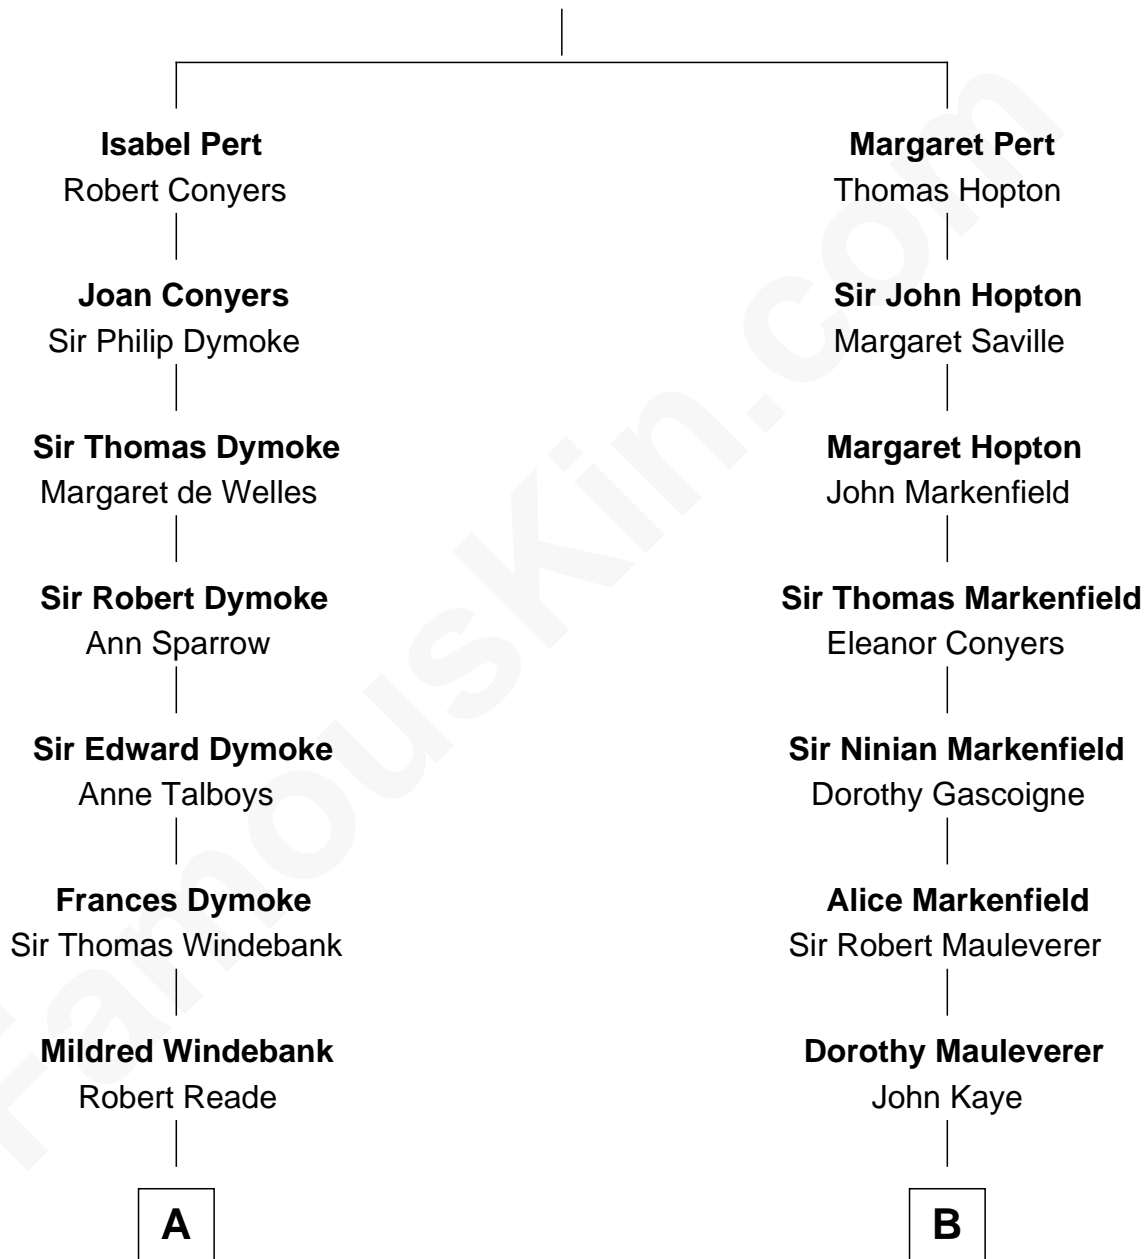 Isabel Pert
Robert Conyers
Joan Conyers
Sir Philip Dymoke
Sir Thomas Dymoke
Margaret de Welles
Sir Robert Dymoke
Ann Sparrow
Sir Edward Dymoke
Anne Talboys
Frances Dymoke
Sir Thomas Windebank
Mildred Windebank
Robert Reade
A
Margaret Pert
Thomas Hopton
Sir John Hopton
Margaret Saville
Margaret Hopton
John Markenfield
Sir Thomas Markenfield
Eleanor Conyers
Sir Ninian Markenfield
Dorothy Gascoigne
Alice Markenfield
Sir Robert Mauleverer
Dorothy Mauleverer
John Kaye
B
FamousKin.com